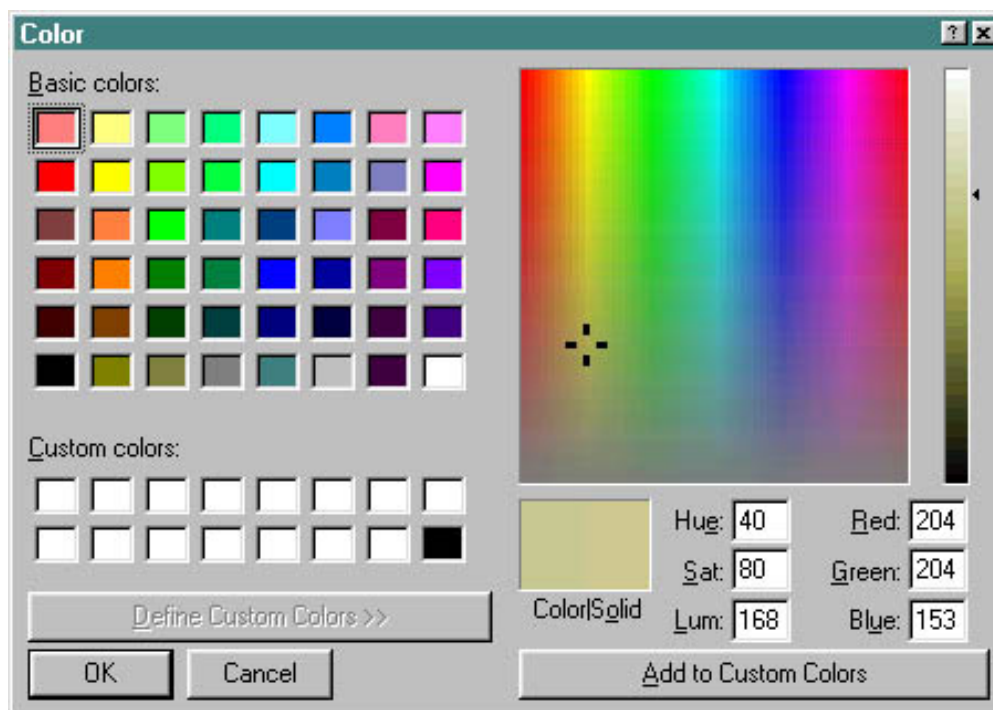 Color
Basic colors:
Custom colors:
Define Custom Colors >>
OK Cancel
Color|Solid
Hue: 40 Red: 204
Sat: 80 Green: 204
Lum: 168 Blue: 153
Add to Custom Colors